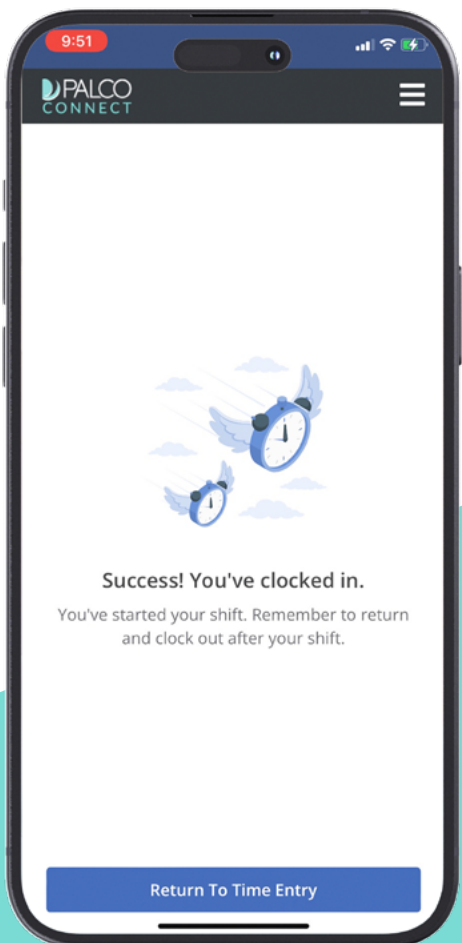 9:51
PALCO
CONNECT
Success! You've clocked in.
You've started your shift. Remember to return
and clock out after your shift.
Return To Time Entry